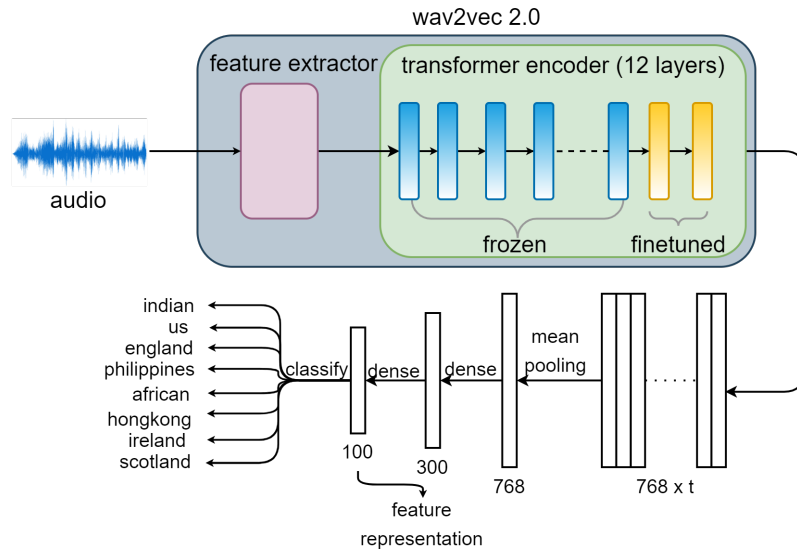 wav2vec 2.0
feature extractor
transformer encoder (12 layers)
audio
frozen
finetuned
indian
us
england
philippines
african
hongkong
ireland
scotland
classify
dense
dense
mean
pooling
100
300
768
768 x t
feature
representation